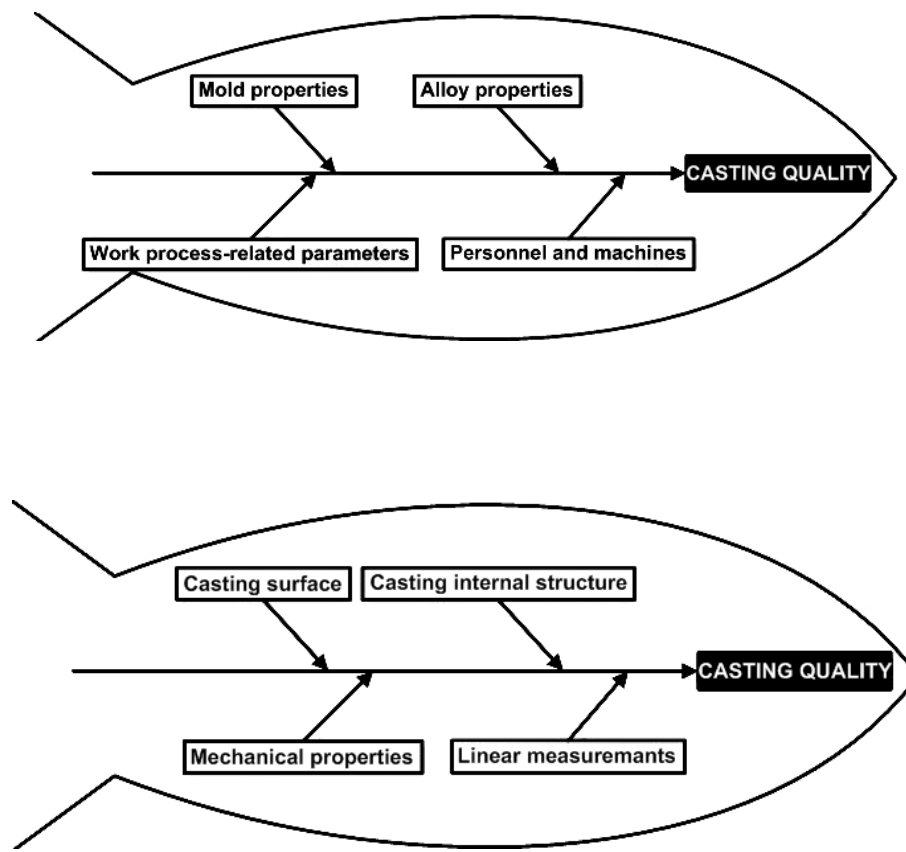 Mold properties
Alloy properties
CASTING QUALITY
Work process-related parameters
Personnel and machines
Casting surface
Casting internal structure
CASTING QUALITY
Mechanical properties
Linear measuremants